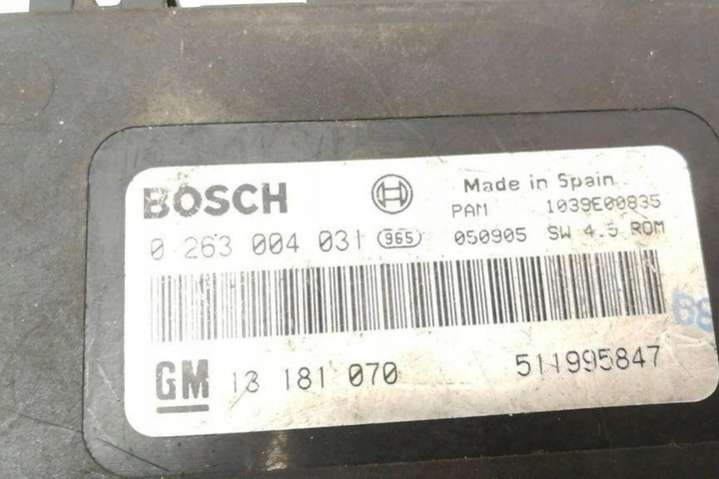 BOSCH Made in Spain
PAM 1039E00835
0 263 004 031 965 050905 SW 4.5 ROM
GM 13 181 070 511995847